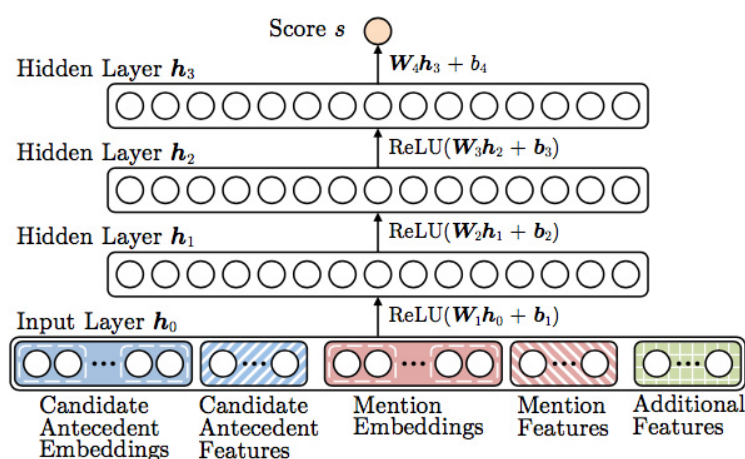 Score s
W₄h₃ + b₄
Hidden Layer h₃
ReLU(W₃h₂ + b₃)
Hidden Layer h₂
ReLU(W₂h₁ + b₂)
Hidden Layer h₁
ReLU(W₁h₀ + b₁)
Input Layer h₀
Candidate
Antecedent
Embeddings
Candidate
Antecedent
Features
Mention
Embeddings
Mention
Features
Additional
Features